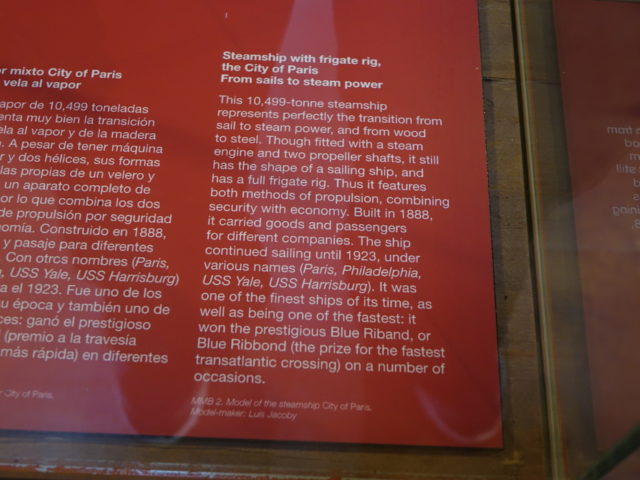 r mixto City of Paris
vela al vapor
apor de 10,499 toneladas
enta muy bien la transición
ela al vapor y de la madera
A pesar de tener máquina
r y dos hélices, sus formas
las propias de un velero y
un aparato completo de
or lo que combina los dos
de propulsión por seguridad
nomía. Construido en 1888,
y pasaje para diferentes
Con otros nombres (Paris,
USS Yale, USS Harrisburg)
a el 1923. Fue uno de los
u época y también uno de
ces: ganó el prestigioso
(premio a la travesía
más rápida) en diferentes
City of Paris.
Steamship with frigate rig,
the City of Paris
From sails to steam power
This 10,499-tonne steamship
represents perfectly the transition from
sail to steam power, and from wood
to steel. Though fitted with a steam
engine and two propeller shafts, it still
has the shape of a sailing ship, and
has a full frigate rig. Thus it features
both methods of propulsion, combining
security with economy. Built in 1888,
it carried goods and passengers
for different companies. The ship
continued sailing until 1923, under
various names (Paris, Philadelphia,
USS Yale, USS Harrisburg). It was
one of the finest ships of its time, as
well as being one of the fastest: it
won the prestigious Blue Riband, or
Blue Ribbond (the prize for the fastest
transatlantic crossing) on a number of
occasions.
MMB 2. Model of the steamship City of Paris.
Model-maker: Luis Jacoby